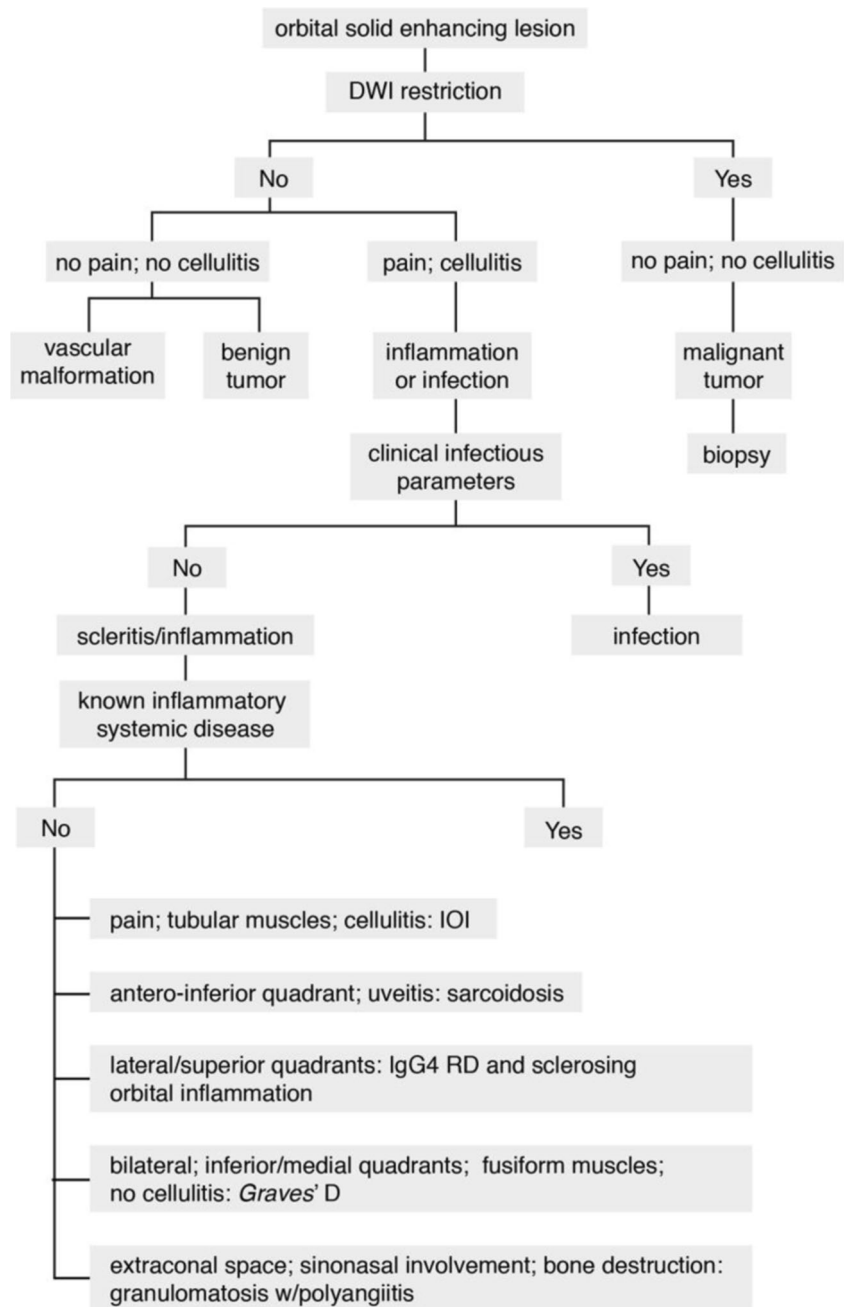 orbital solid enhancing lesion
DWI restriction
No
Yes
no pain; no cellulitis
pain; cellulitis
no pain; no cellulitis
vascular
malformation
benign
tumor
inflammation
or infection
malignant
tumor
clinical infectious
parameters
biopsy
No
Yes
scleritis/inflammation
infection
known inflammatory
systemic disease
No
Yes
pain; tubular muscles; cellulitis: IOI
antero-inferior quadrant; uveitis: sarcoidosis
lateral/superior quadrants: IgG4 RD and sclerosing
orbital inflammation
bilateral; inferior/medial quadrants; fusiform muscles;
no cellulitis: Graves' D
extraconal space; sinonasal involvement; bone destruction:
granulomatosis w/polyangiitis